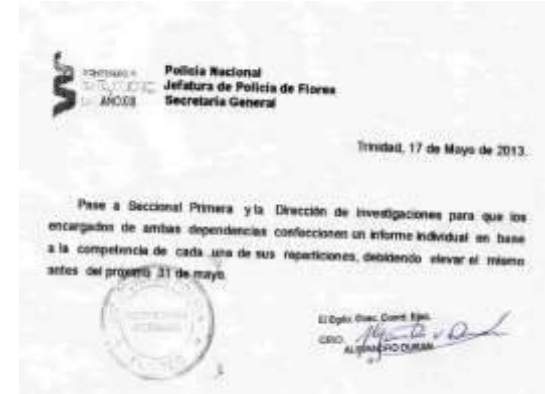 Policía Nacional
Jefatura de Policía de Flores
Secretaría General
Trinidad, 17 de Mayo de 2013.
Pase a Seccional Primera y la Dirección de Investigaciones para que los
encargados de ambas dependencias confeccionen un informe individual en base
a la competencia de cada una de sus reparticiones, debidendo elevar el mismo
antes del proximo 31 de mayo.
ALEJANDRO DURAN